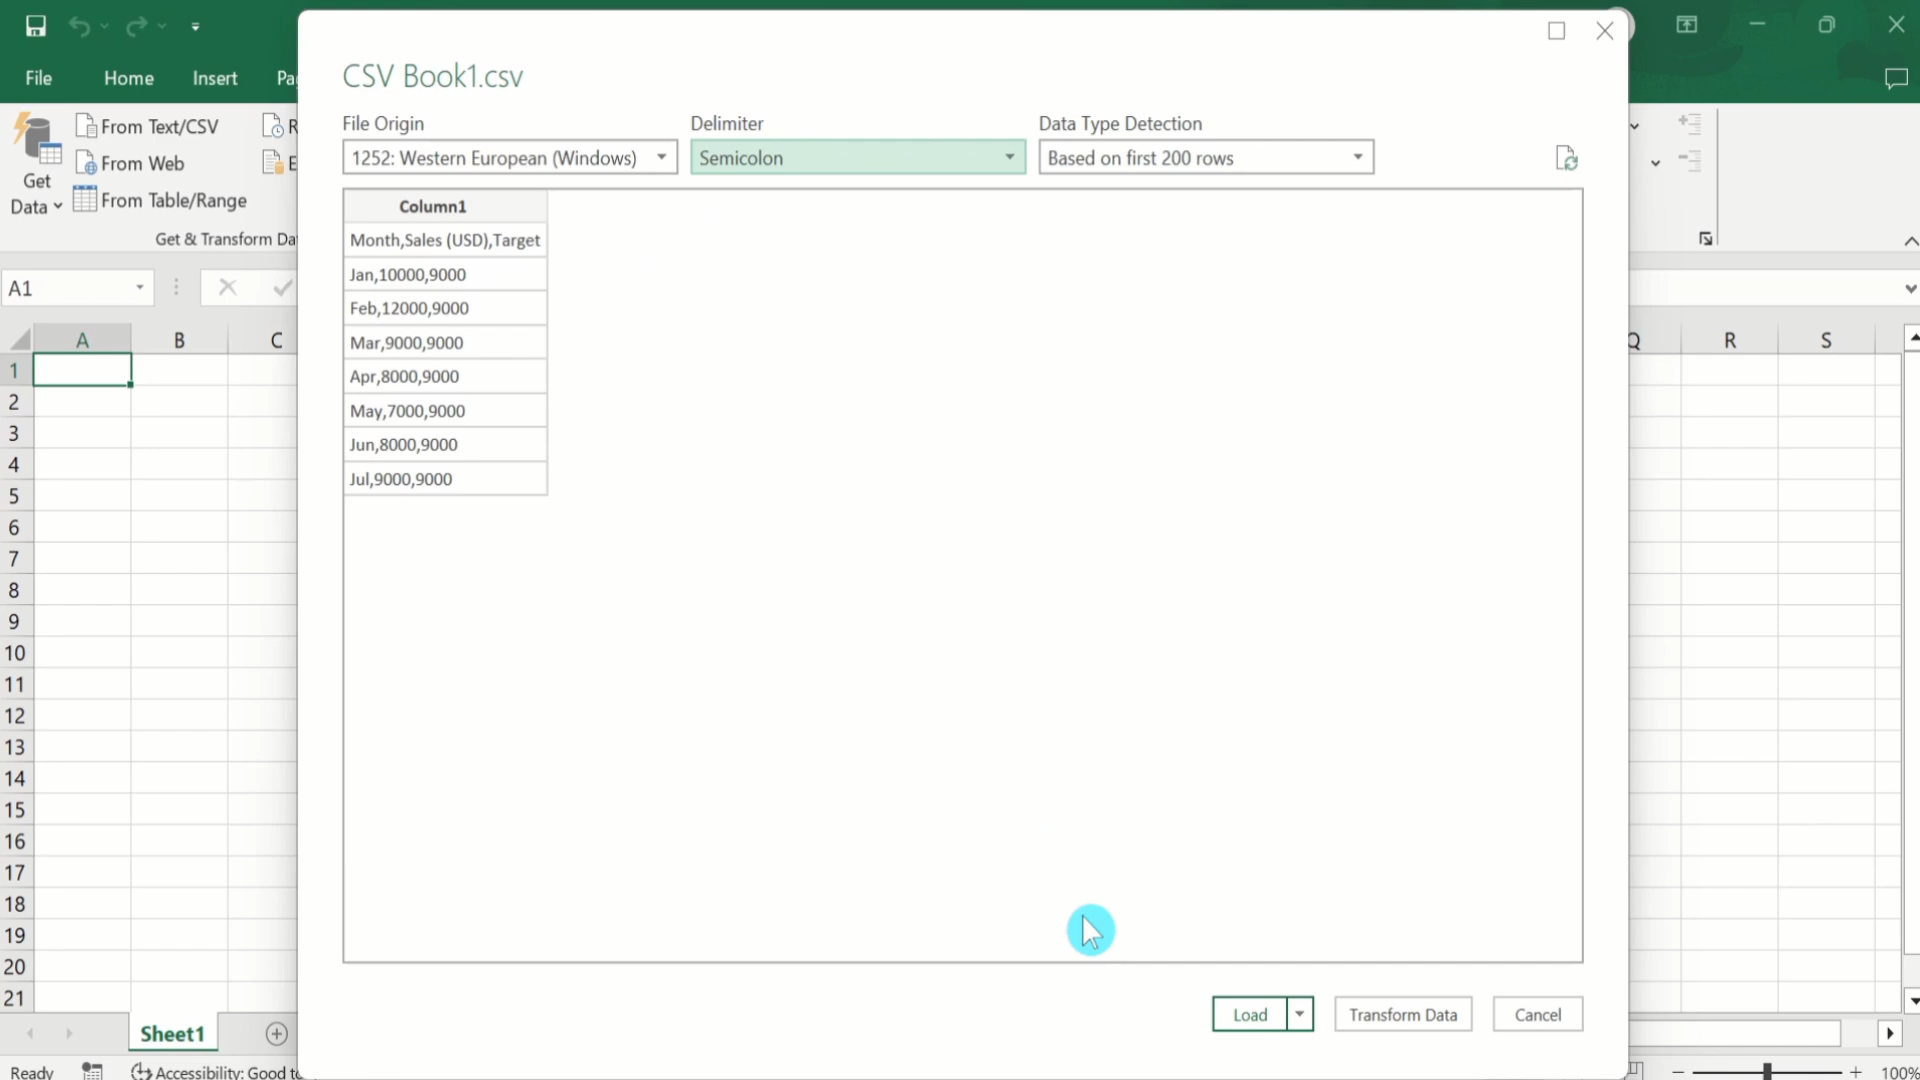 CSV Book1.csv
File Home Insert Pa
From Text/CSV
R
File Origin Delimiter Data Type Detection
1252: Western European (Windows) Semicolon Based on first 200 rows
From Web
E
Get
Data
From Table/Range
Get & Transform Dat
A1
Column1
Month,Sales (USD),Target
Jan,10000,9000
Feb,12000,9000
Mar,9000,9000
Apr,8000,9000
May,7000,9000
Jun,8000,9000
Jul,9000,9000
A B C Q R S
1
2
3
4
5
6
7
8
9
10
11
12
13
14
15
16
17
18
19
20
21
Load Transform Data Cancel
Sheet1
Ready Accessibility: Good to 100%